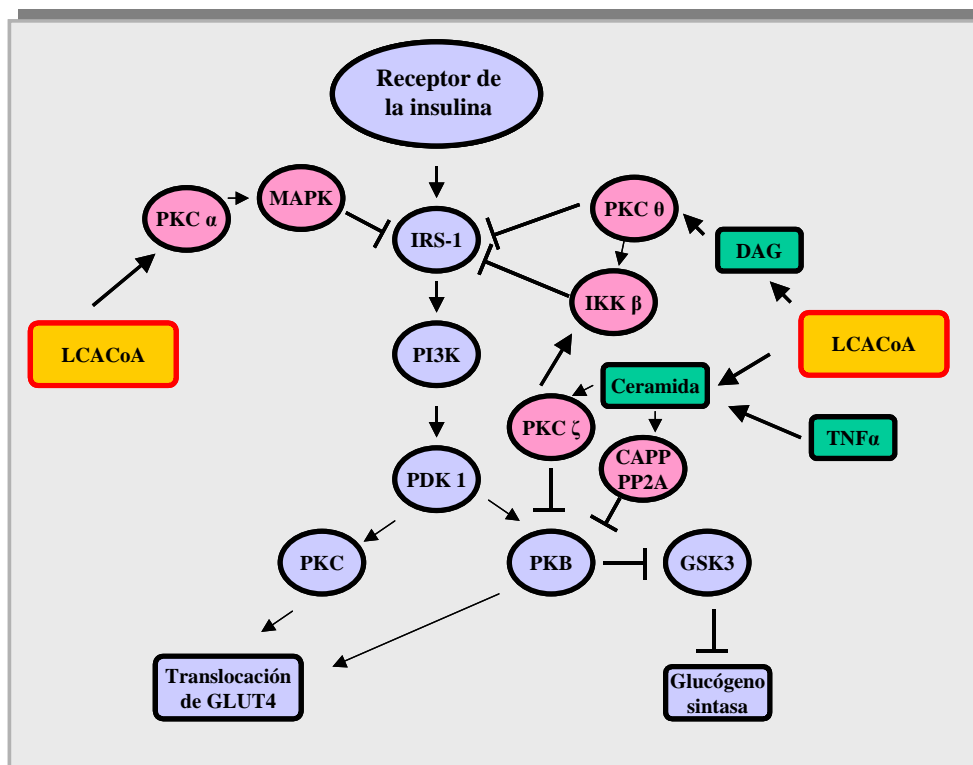 Receptor de
la insulina
MAPK
PKC α
PKC θ
IRS-1
DAG
IKK β
LCACoA
LCACoA
PI3K
Ceramida
PKC ζ
TNFα
CAPP
PP2A
PDK 1
PKC
PKB
GSK3
Translocación
de GLUT4
Glucógeno
sintasa